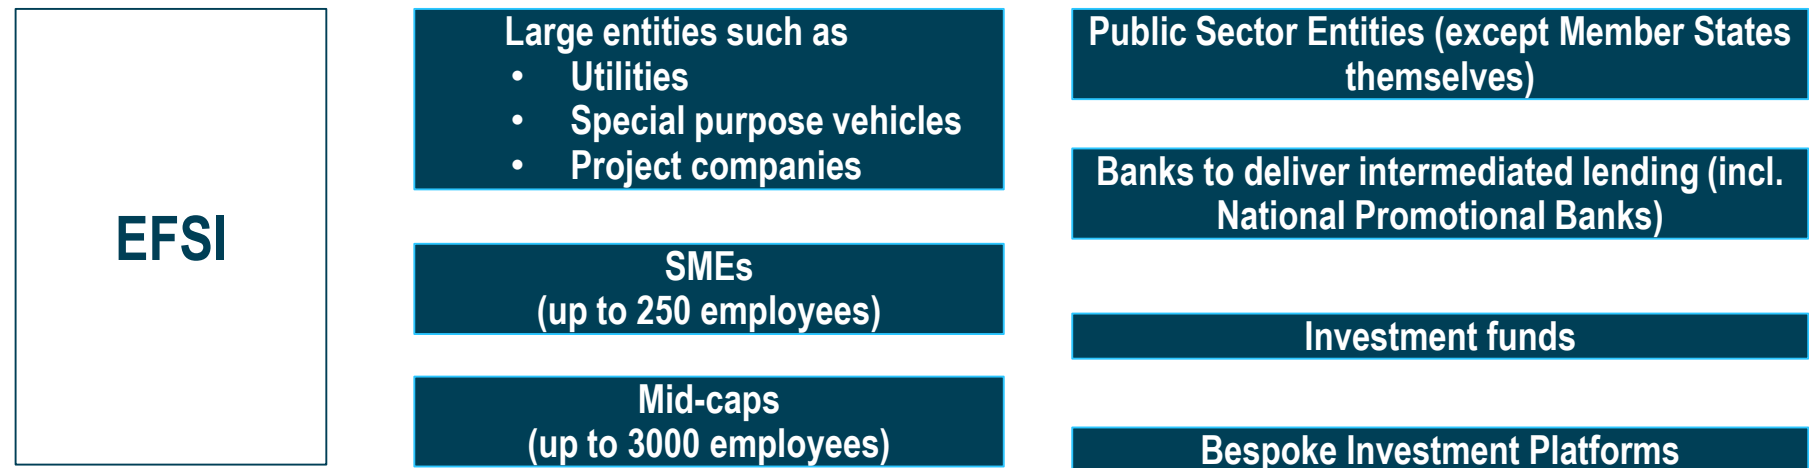 EFSI
Large entities such as
• Utilities
• Special purpose vehicles
• Project companies
SMEs
(up to 250 employees)
Mid-caps
(up to 3000 employees)
Public Sector Entities (except Member States
themselves)
Banks to deliver intermediated lending (incl.
National Promotional Banks)
Investment funds
Bespoke Investment Platforms